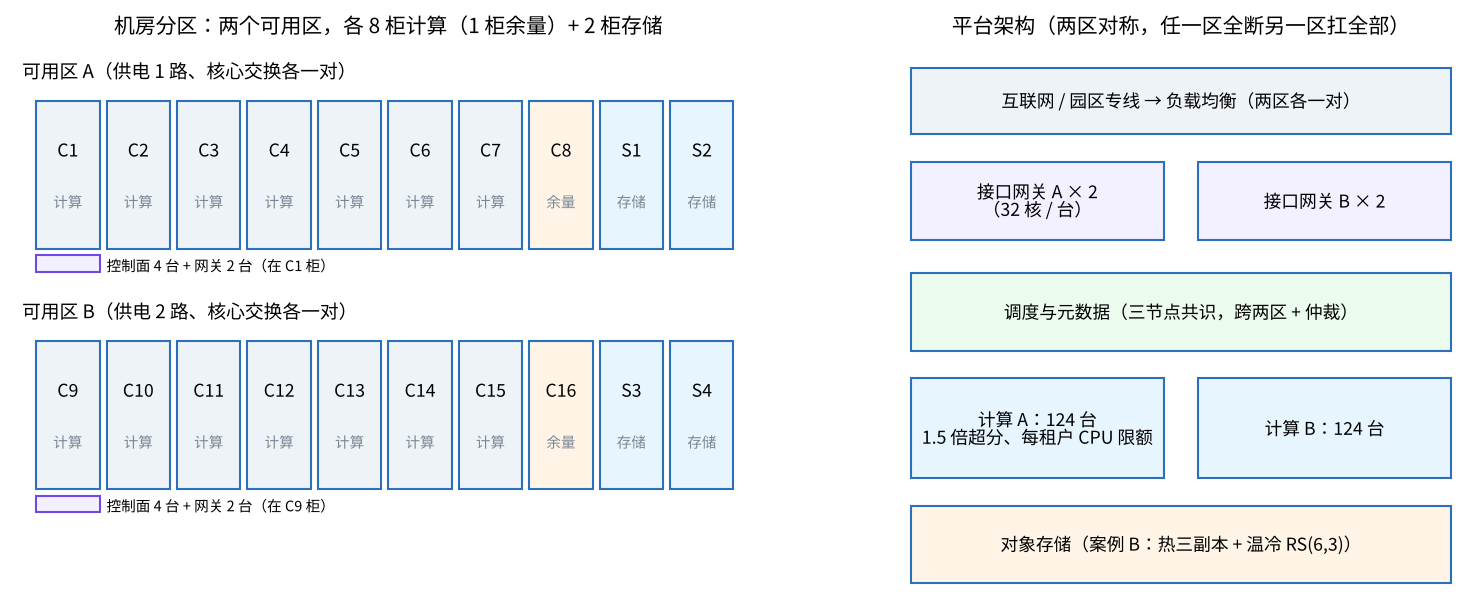 机房分区：两个可用区，各 8 柜计算（1 柜余量）+ 2 柜存储
可用区 A（供电 1 路、核心交换各一对）
C1 C2 C3 C4 C5 C6 C7 C8 S1 S2
计算 计算 计算 计算 计算 计算 计算 余量 存储 存储
控制面 4 台 + 网关 2 台（在 C1 柜）
可用区 B（供电 2 路、核心交换各一对）
C9 C10 C11 C12 C13 C14 C15 C16 S3 S4
计算 计算 计算 计算 计算 计算 计算 余量 存储 存储
控制面 4 台 + 网关 2 台（在 C9 柜）
平台架构（两区对称，任一区全断另一区扛全部）
互联网 / 园区专线 → 负载均衡（两区各一对）
接口网关 A × 2
（32 核 / 台）
接口网关 B × 2
调度与元数据（三节点共识，跨两区 + 仲裁）
计算 A：124 台
1.5 倍超分、每租户 CPU 限额
计算 B：124 台
对象存储（案例 B：热三副本 + 温冷 RS(6,3)）